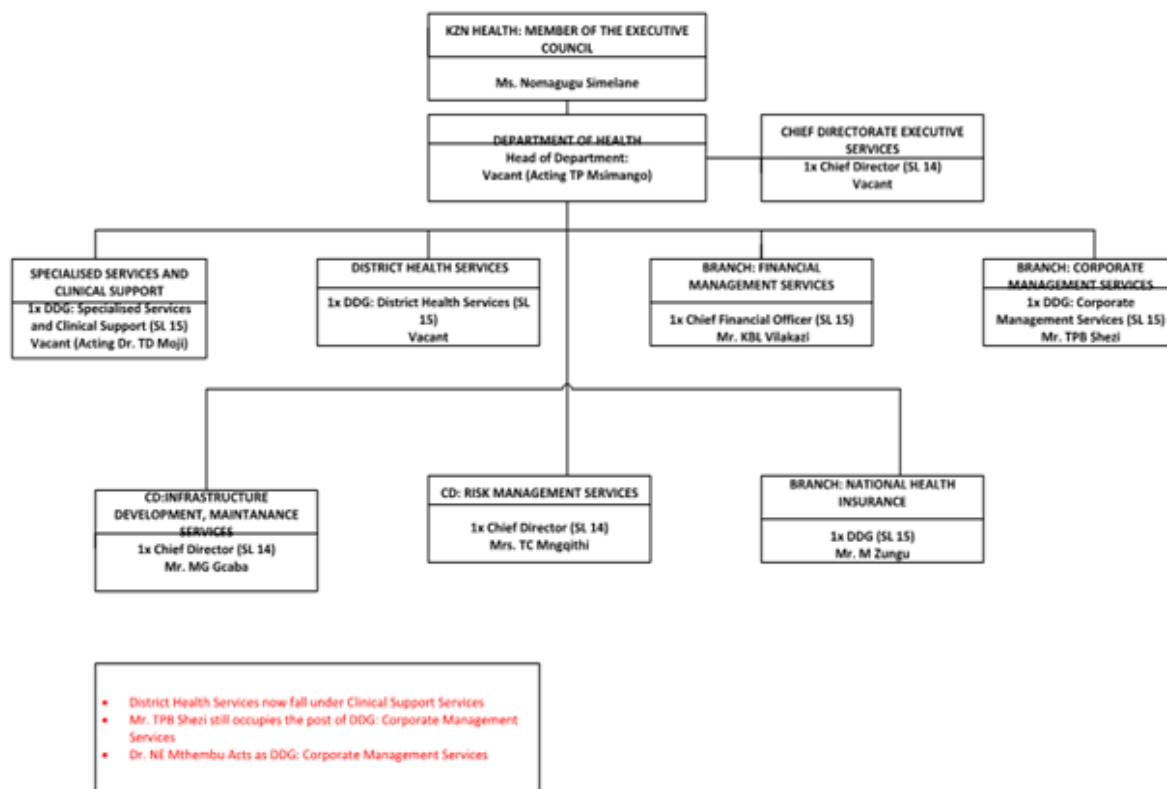 KZN HEALTH: MEMBER OF THE EXECUTIVE
COUNCIL
Ms. Nomagugu Simelane
DEPARTMENT OF HEALTH
Head of Department:
Vacant (Acting TP Msimango)
CHIEF DIRECTORATE EXECUTIVE
SERVICES
1x Chief Director (SL 14)
Vacant
SPECIALISED SERVICES AND
CLINICAL SUPPORT
1x DDG: Specialised Services
and Clinical Support (SL 15)
Vacant (Acting Dr. TD Moji)
DISTRICT HEALTH SERVICES
1x DDG: District Health Services (SL
15)
Vacant
BRANCH: FINANCIAL
MANAGEMENT SERVICES
1x Chief Financial Officer (SL 15)
Mr. KBL Vilakazi
BRANCH: CORPORATE
MANAGEMENT SERVICES
1x DDG: Corporate
Management Services (SL 15)
Mr. TPB Shezi
CD:INFRASTRUCTURE
DEVELOPMENT, MAINTANANCE
SERVICES
1x Chief Director (SL 14)
Mr. MG Gcaba
CD: RISK MANAGEMENT SERVICES
1x Chief Director (SL 14)
Mrs. TC Mngqithi
BRANCH: NATIONAL HEALTH
INSURANCE
1x DDG (SL 15)
Mr. M Zungu
• District Health Services now fall under Clinical Support Services
• Mr. TPB Shezi still occupies the post of DDG: Corporate Management
Services
• Dr. NE Mthembu Acts as DDG: Corporate Management Services